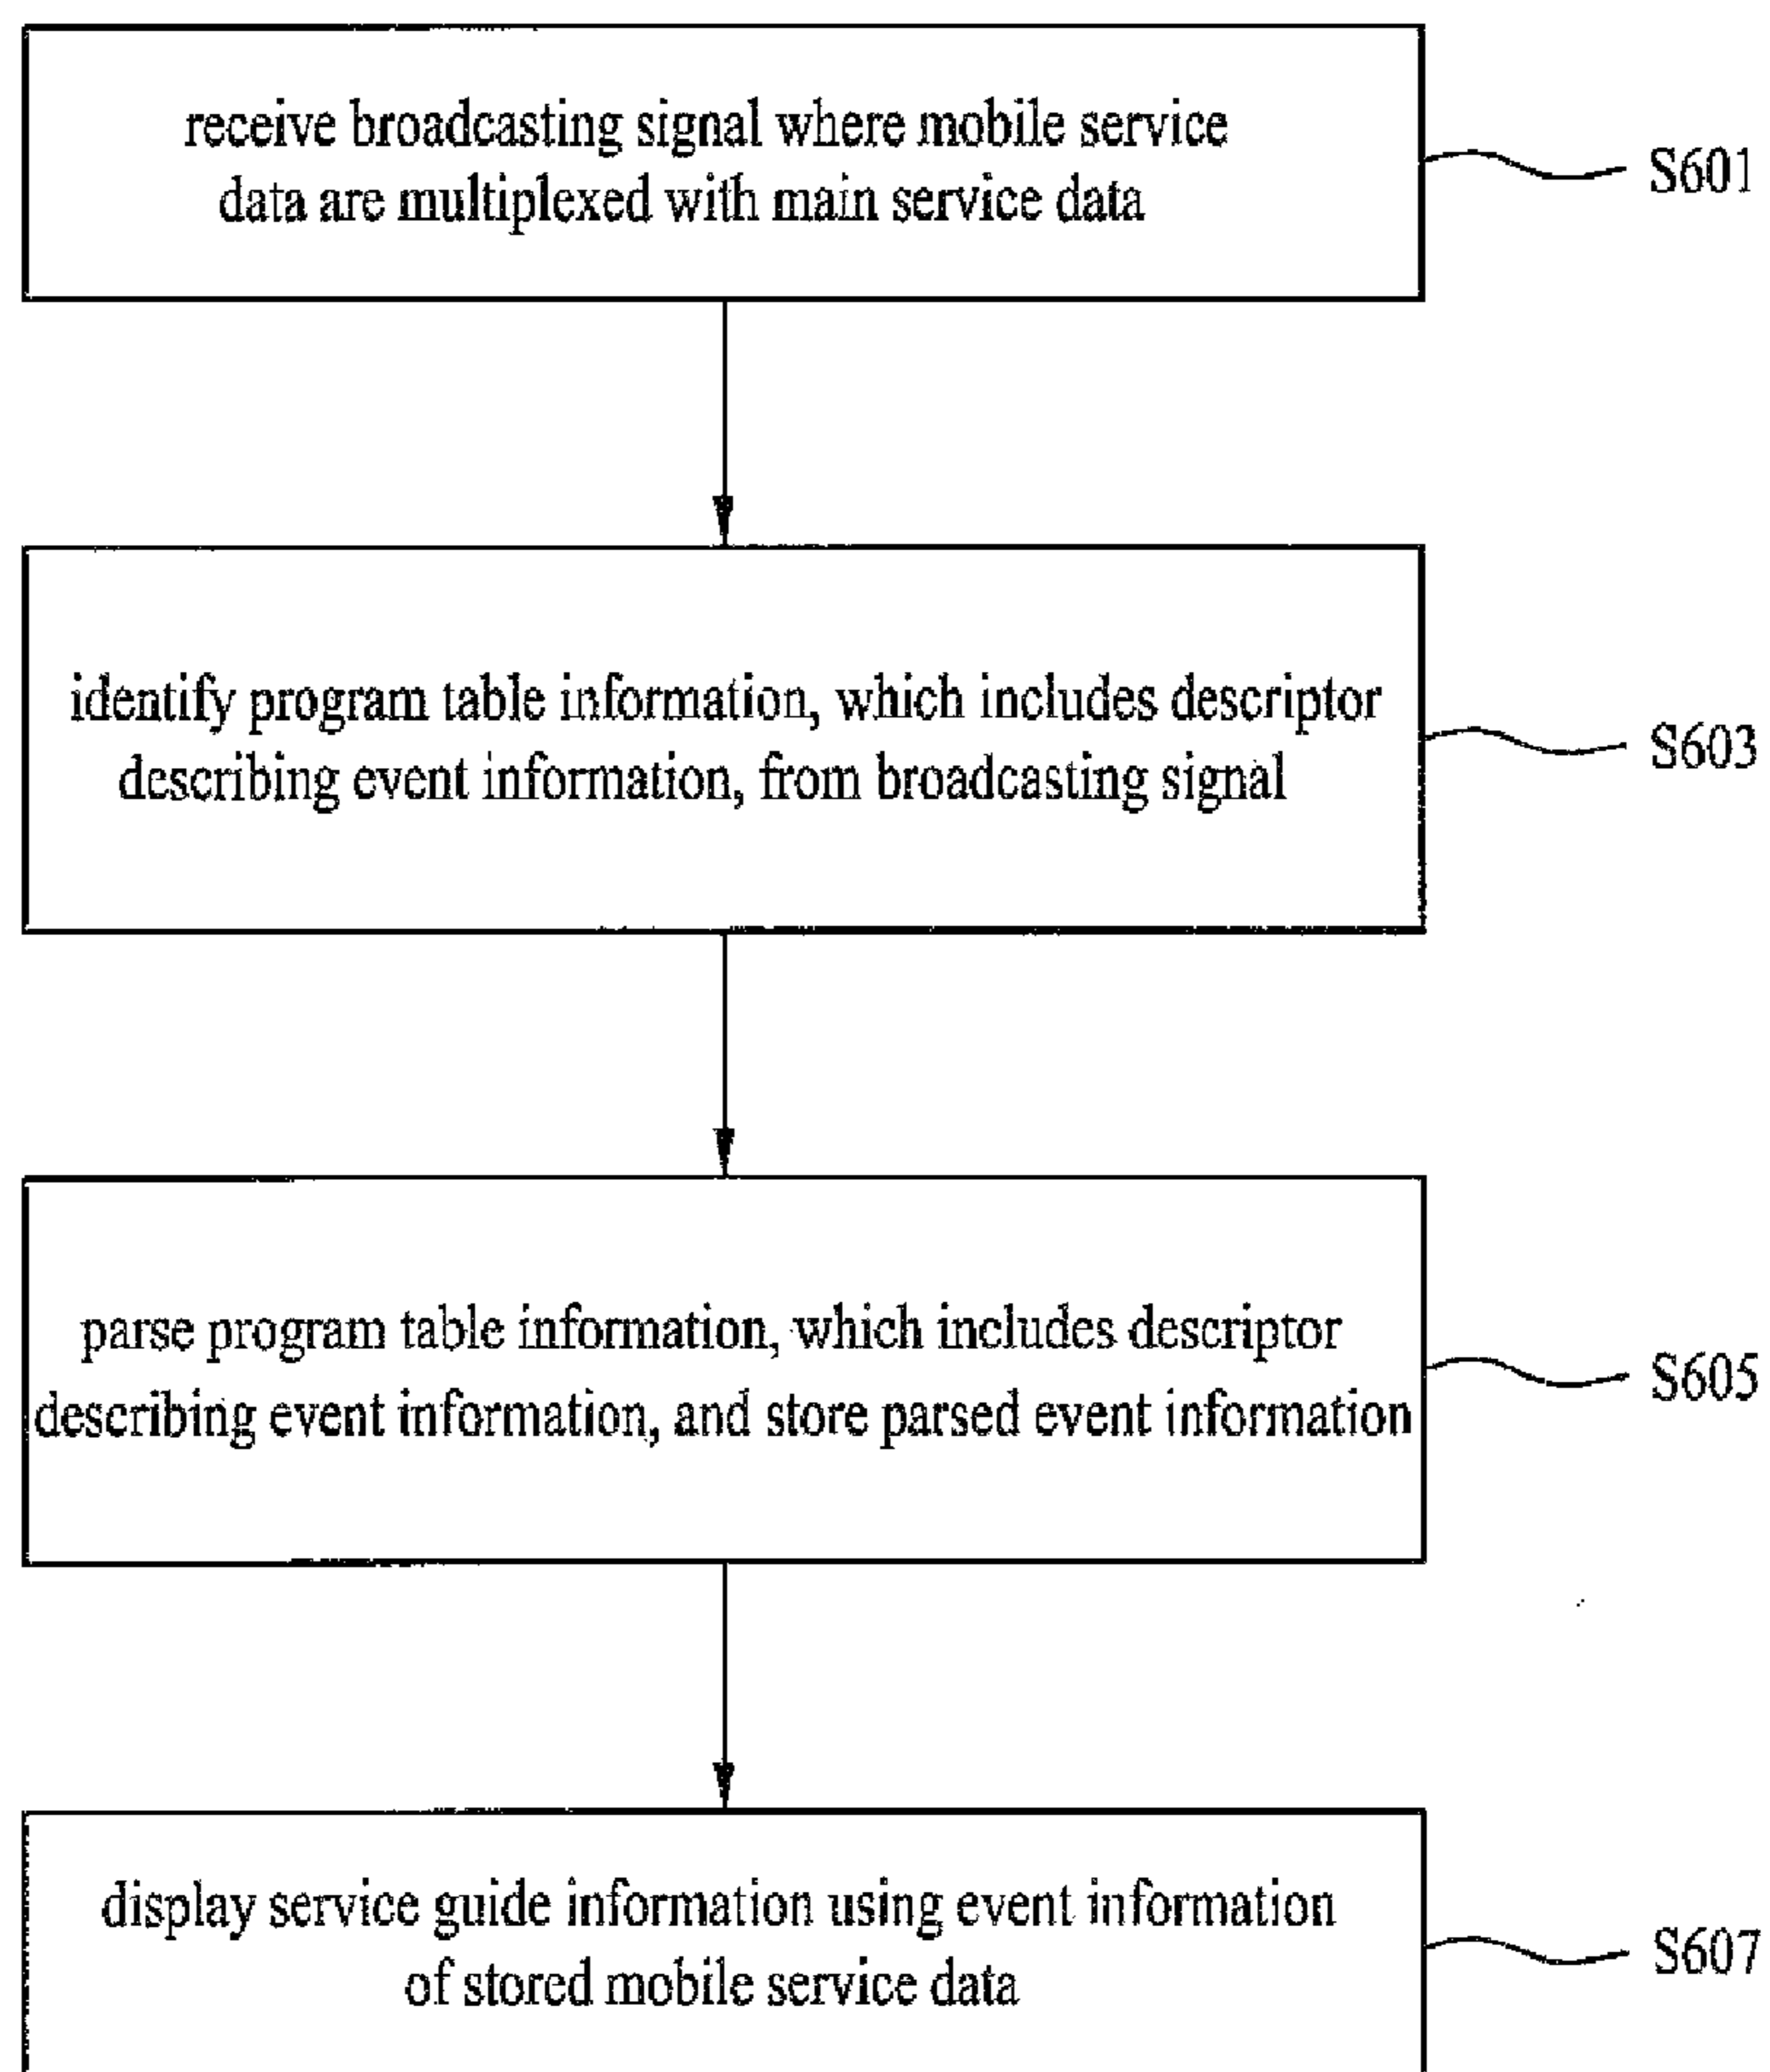 receive broadcasting signal where mobile service
data are multiplexed with main service data
S601
identify program table information, which includes descriptor
describing event information, from broadcasting signal
S603
parse program table information, which includes descriptor
describing event information, and store parsed event information
S605
display service guide information using event information
of stored mobile service data
S607